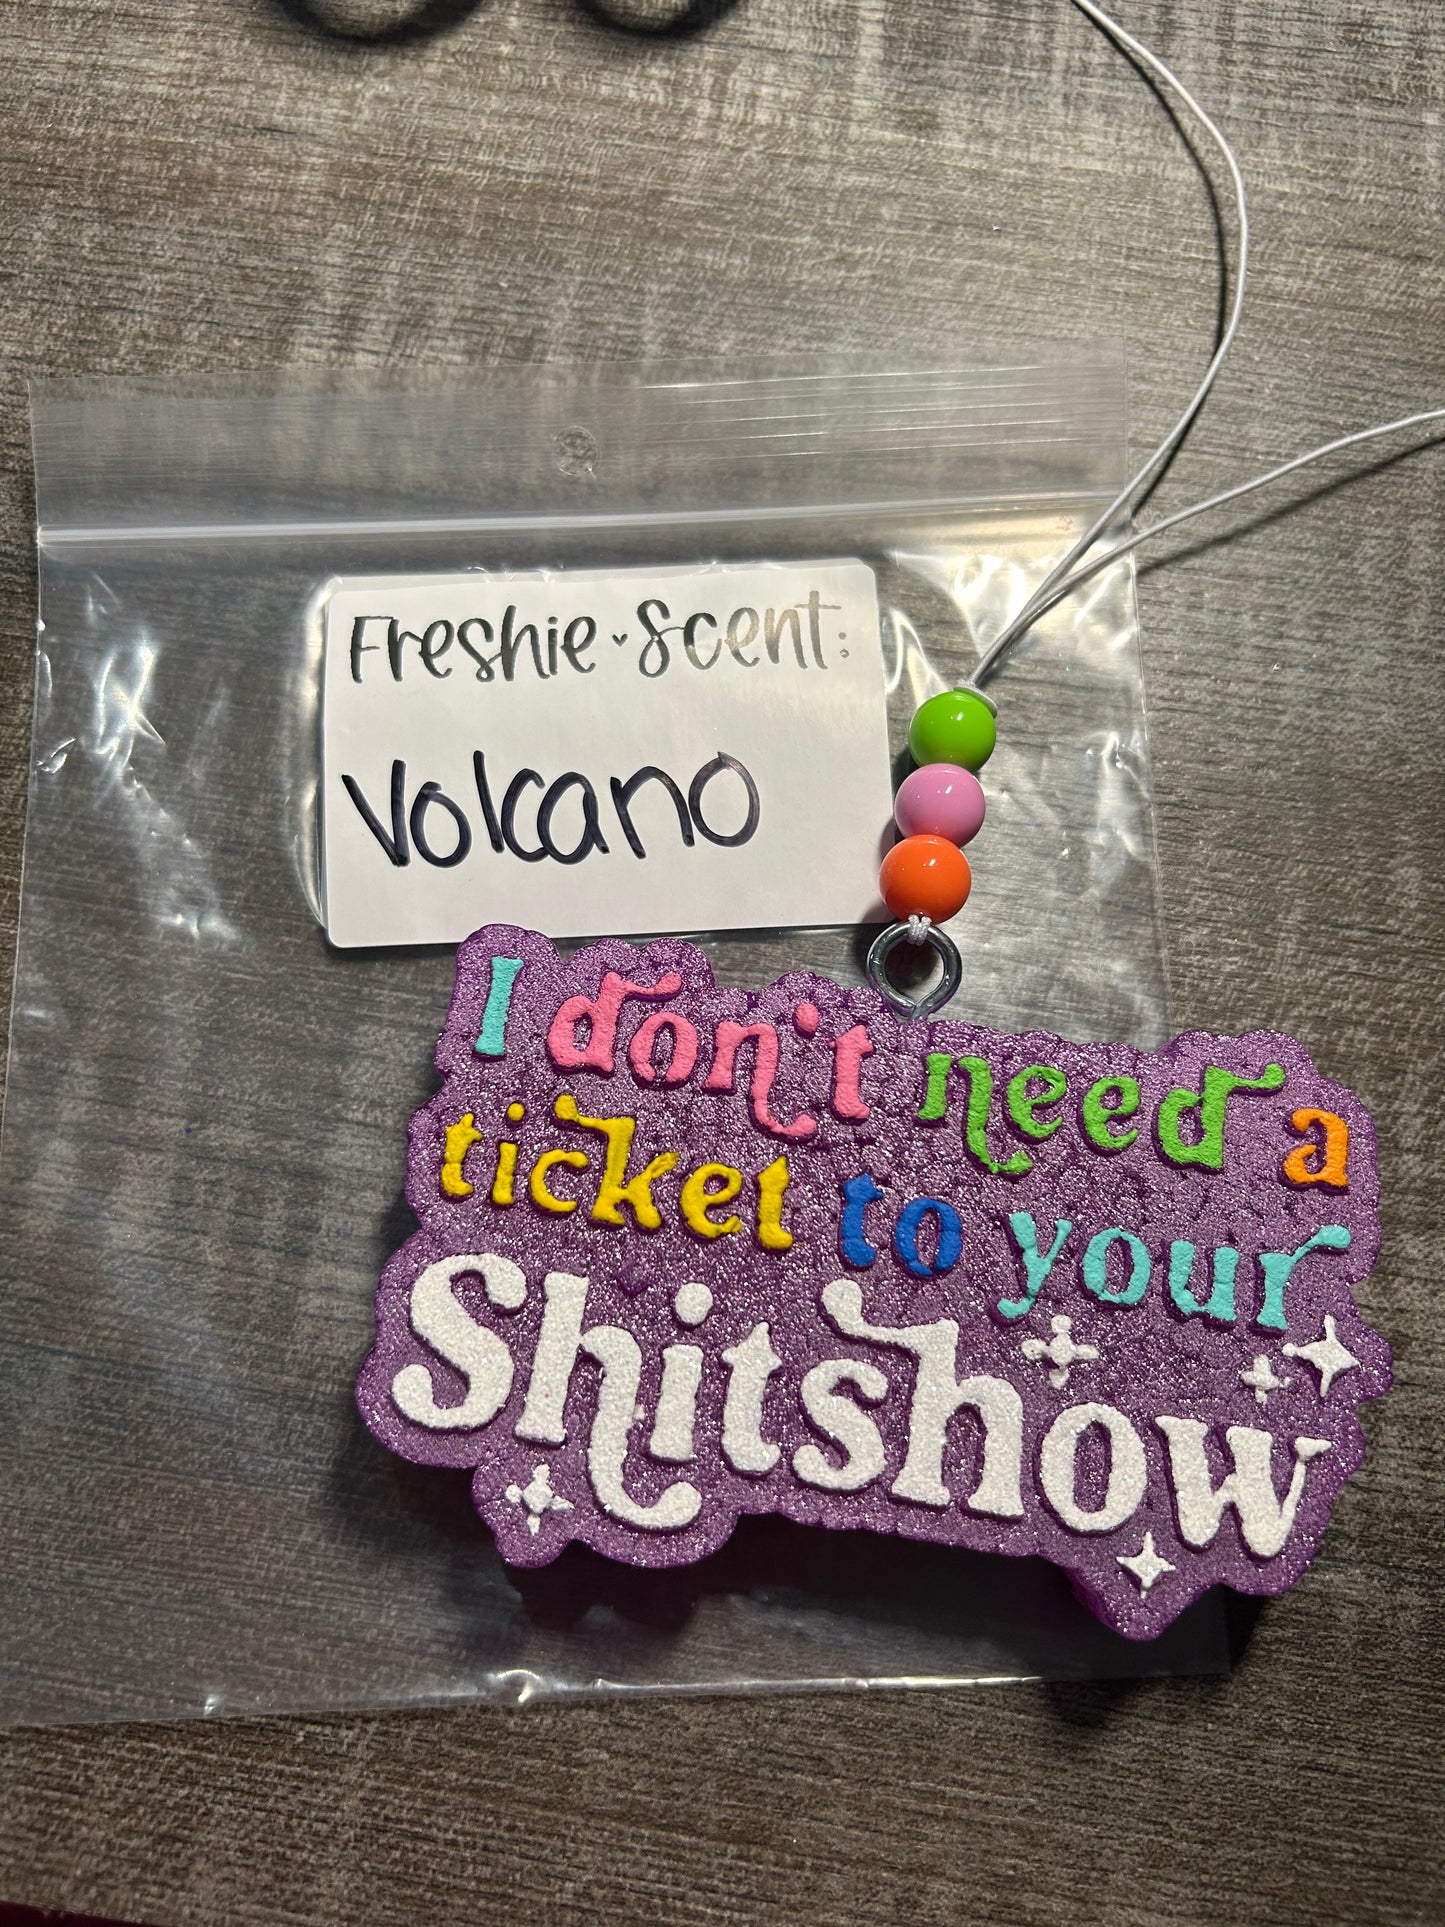 Freshie Scent:
Volcano
I don't need a
ticket to your
Shitshow